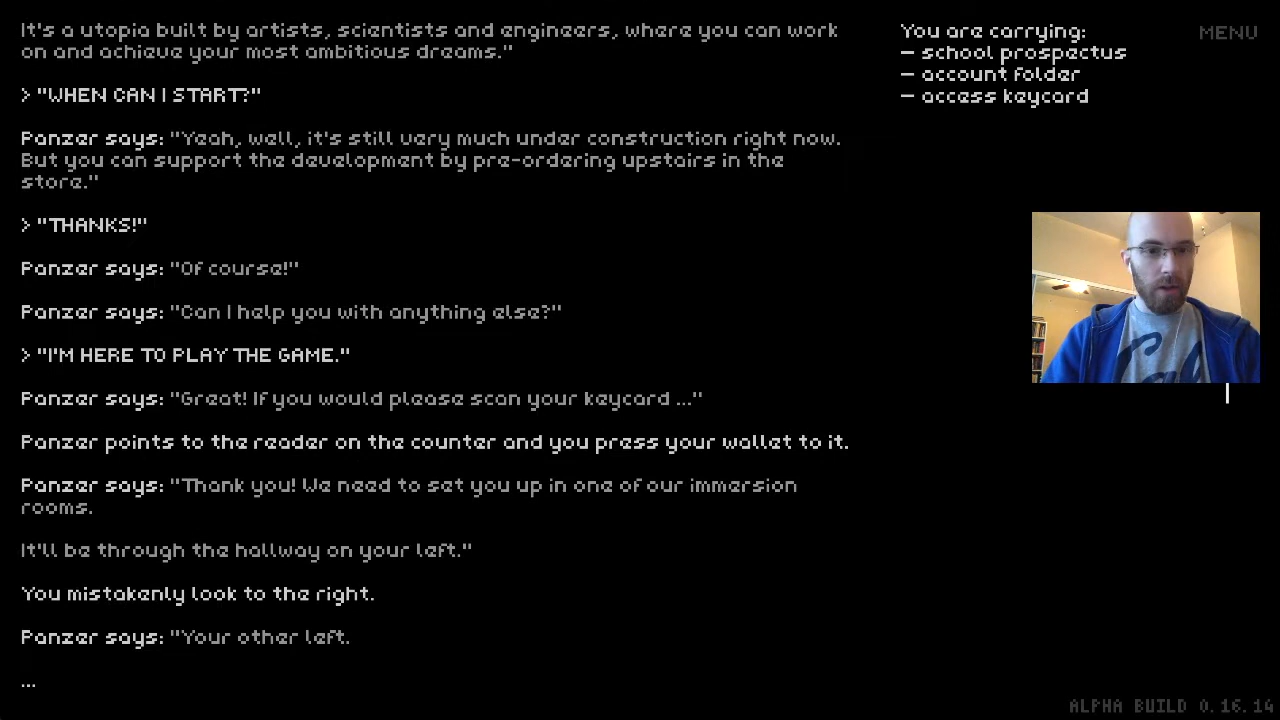 It's a utopia built by artists, scientists and engineers, where you can work
on and achieve your most ambitious dreams."
> "WHEN CAN I START?"
Panzer says: "Yeah, well, it's still very much under construction right now.
But you can support the development by pre-ordering upstairs in the
store."
> "THANKS!"
Panzer says: "Of course!"
Panzer says: "Can I help you with anything else?"
> "I'M HERE TO PLAY THE GAME."
Panzer says: "Great! If you would please scan your keycard ..."
Panzer points to the reader on the counter and you press your wallet to it.
Panzer says: "Thank you! We need to set you up in one of our immersion
rooms.
It'll be through the hallway on your left."
You mistakenly look to the right.
Panzer says: "Your other left.
...
You are carrying:
— school prospectus
— account folder
— access keycard
MENU
ALPHA BUILD 0.16.14